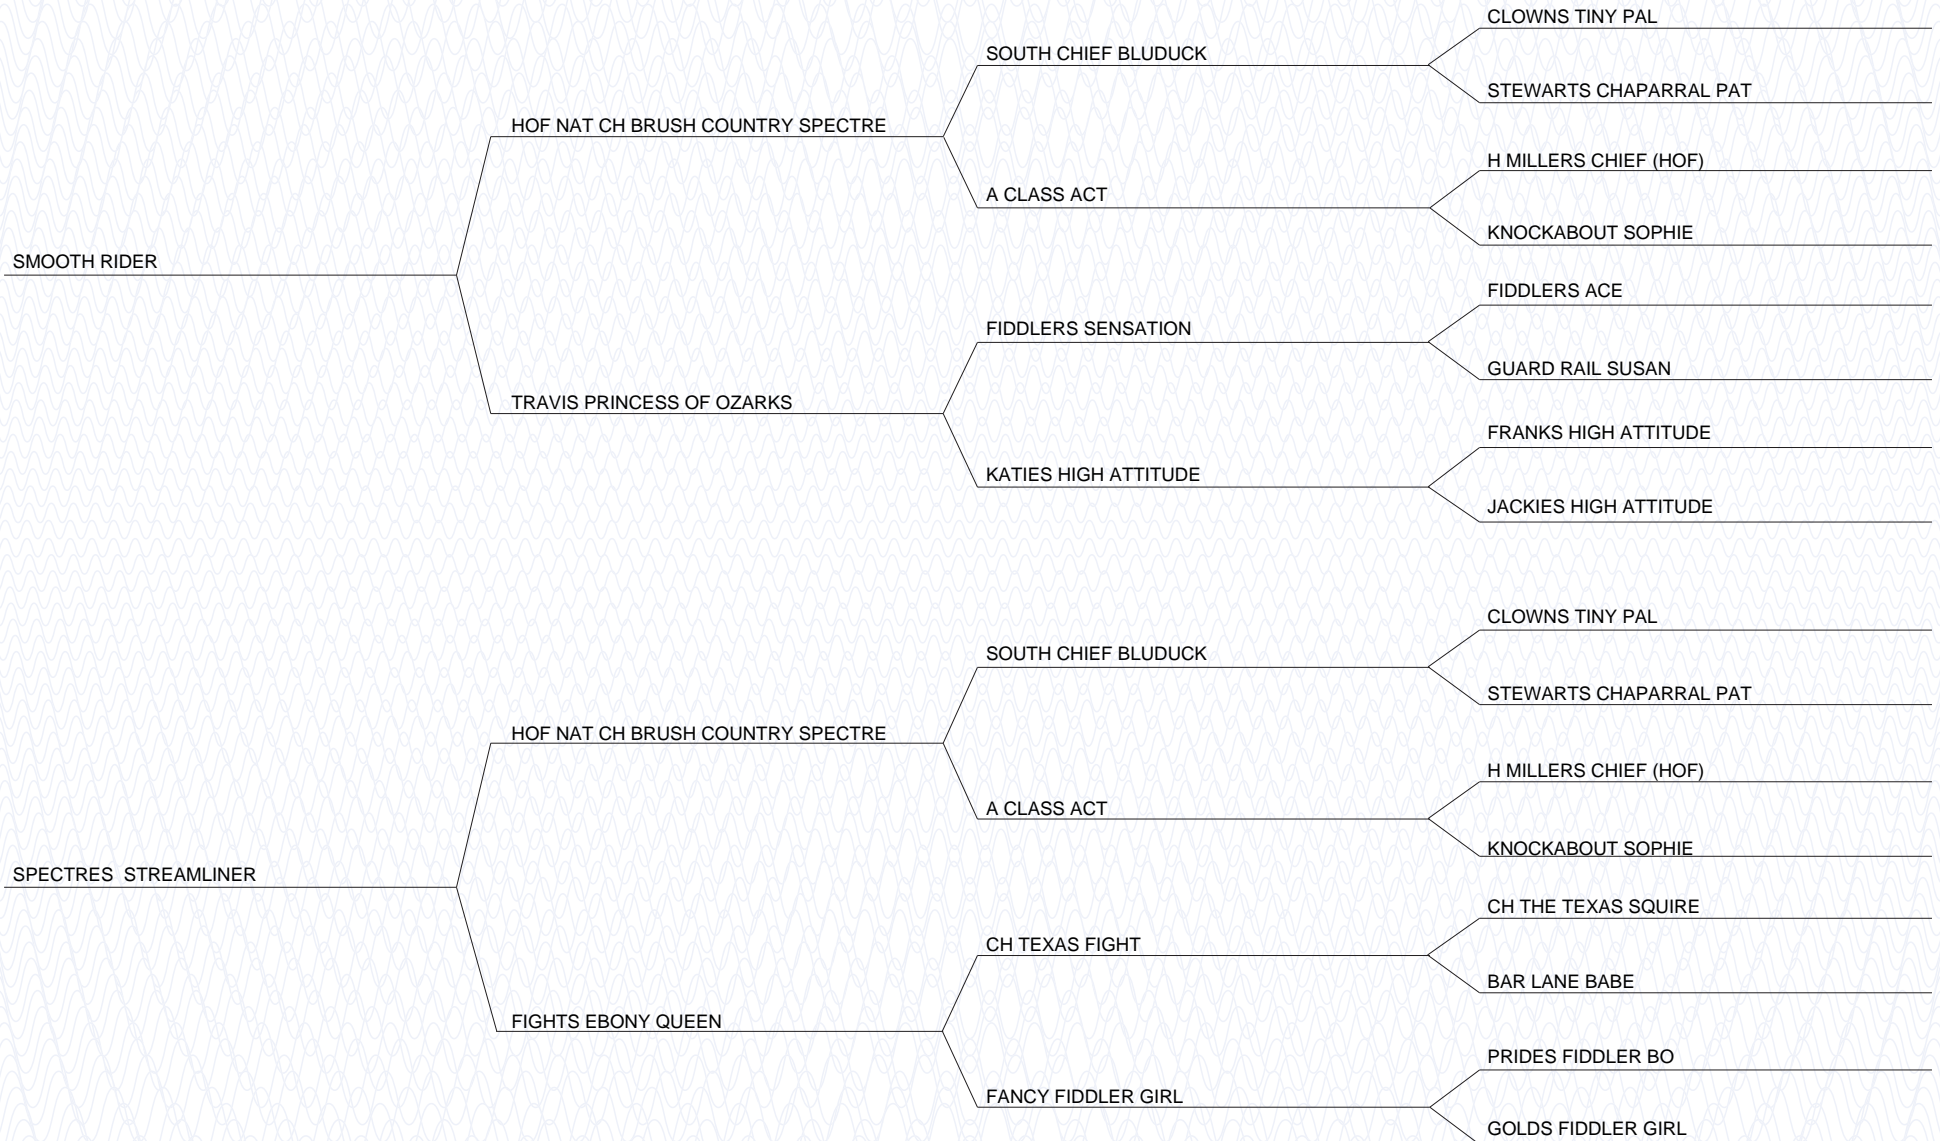 CLOWNS TINY PAL
SOUTH CHIEF BLUDUCK
STEWARTS CHAPARRAL PAT
HOF NAT CH BRUSH COUNTRY SPECTRE
H MILLERS CHIEF (HOF)
A CLASS ACT
KNOCKABOUT SOPHIE
SMOOTH RIDER
FIDDLERS ACE
FIDDLERS SENSATION
GUARD RAIL SUSAN
TRAVIS PRINCESS OF OZARKS
FRANKS HIGH ATTITUDE
KATIES HIGH ATTITUDE
JACKIES HIGH ATTITUDE
CLOWNS TINY PAL
SOUTH CHIEF BLUDUCK
STEWARTS CHAPARRAL PAT
HOF NAT CH BRUSH COUNTRY SPECTRE
H MILLERS CHIEF (HOF)
A CLASS ACT
KNOCKABOUT SOPHIE
SPECTRES  STREAMLINER
CH THE TEXAS SQUIRE
CH TEXAS FIGHT
BAR LANE BABE
FIGHTS EBONY QUEEN
PRIDES FIDDLER BO
FANCY FIDDLER GIRL
GOLDS FIDDLER GIRL